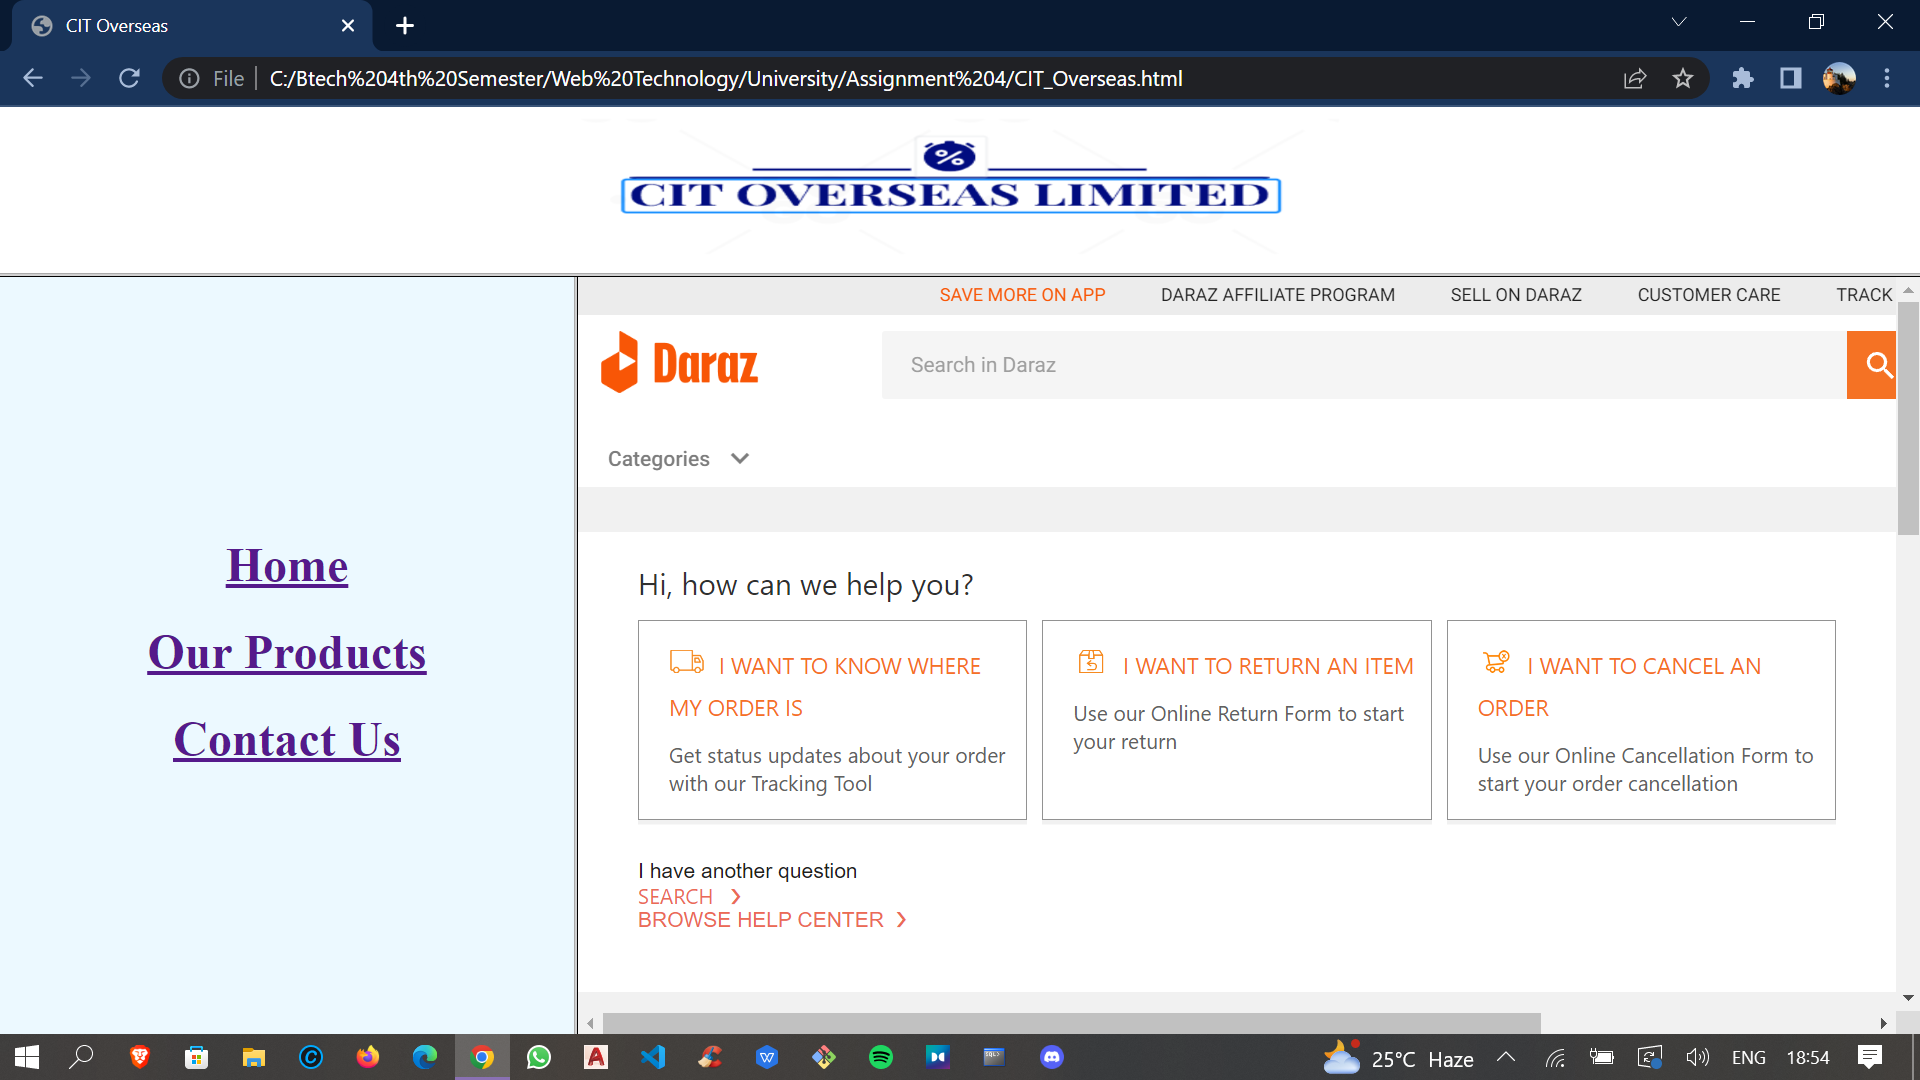 CIT Overseas
File
C:/Btech%204th%20Semester/Web%20Technology/University/Assignment%204/CIT_Overseas.html
%
CIT OVERSEAS LIMITED
SAVE MORE ON APP DARAZ AFFILIATE PROGRAM SELL ON DARAZ CUSTOMER CARE TRACK
Daraz
Search in Daraz
Categories
Home
Our Products
Contact Us
Hi, how can we help you?
I WANT TO KNOW WHERE
MY ORDER IS
Get status updates about your order
with our Tracking Tool
I WANT TO RETURN AN ITEM
Use our Online Return Form to start
your return
I WANT TO CANCEL AN
ORDER
Use our Online Cancellation Form to
start your order cancellation
I have another question
SEARCH
BROWSE HELP CENTER
25°C Haze
ENG
18:54